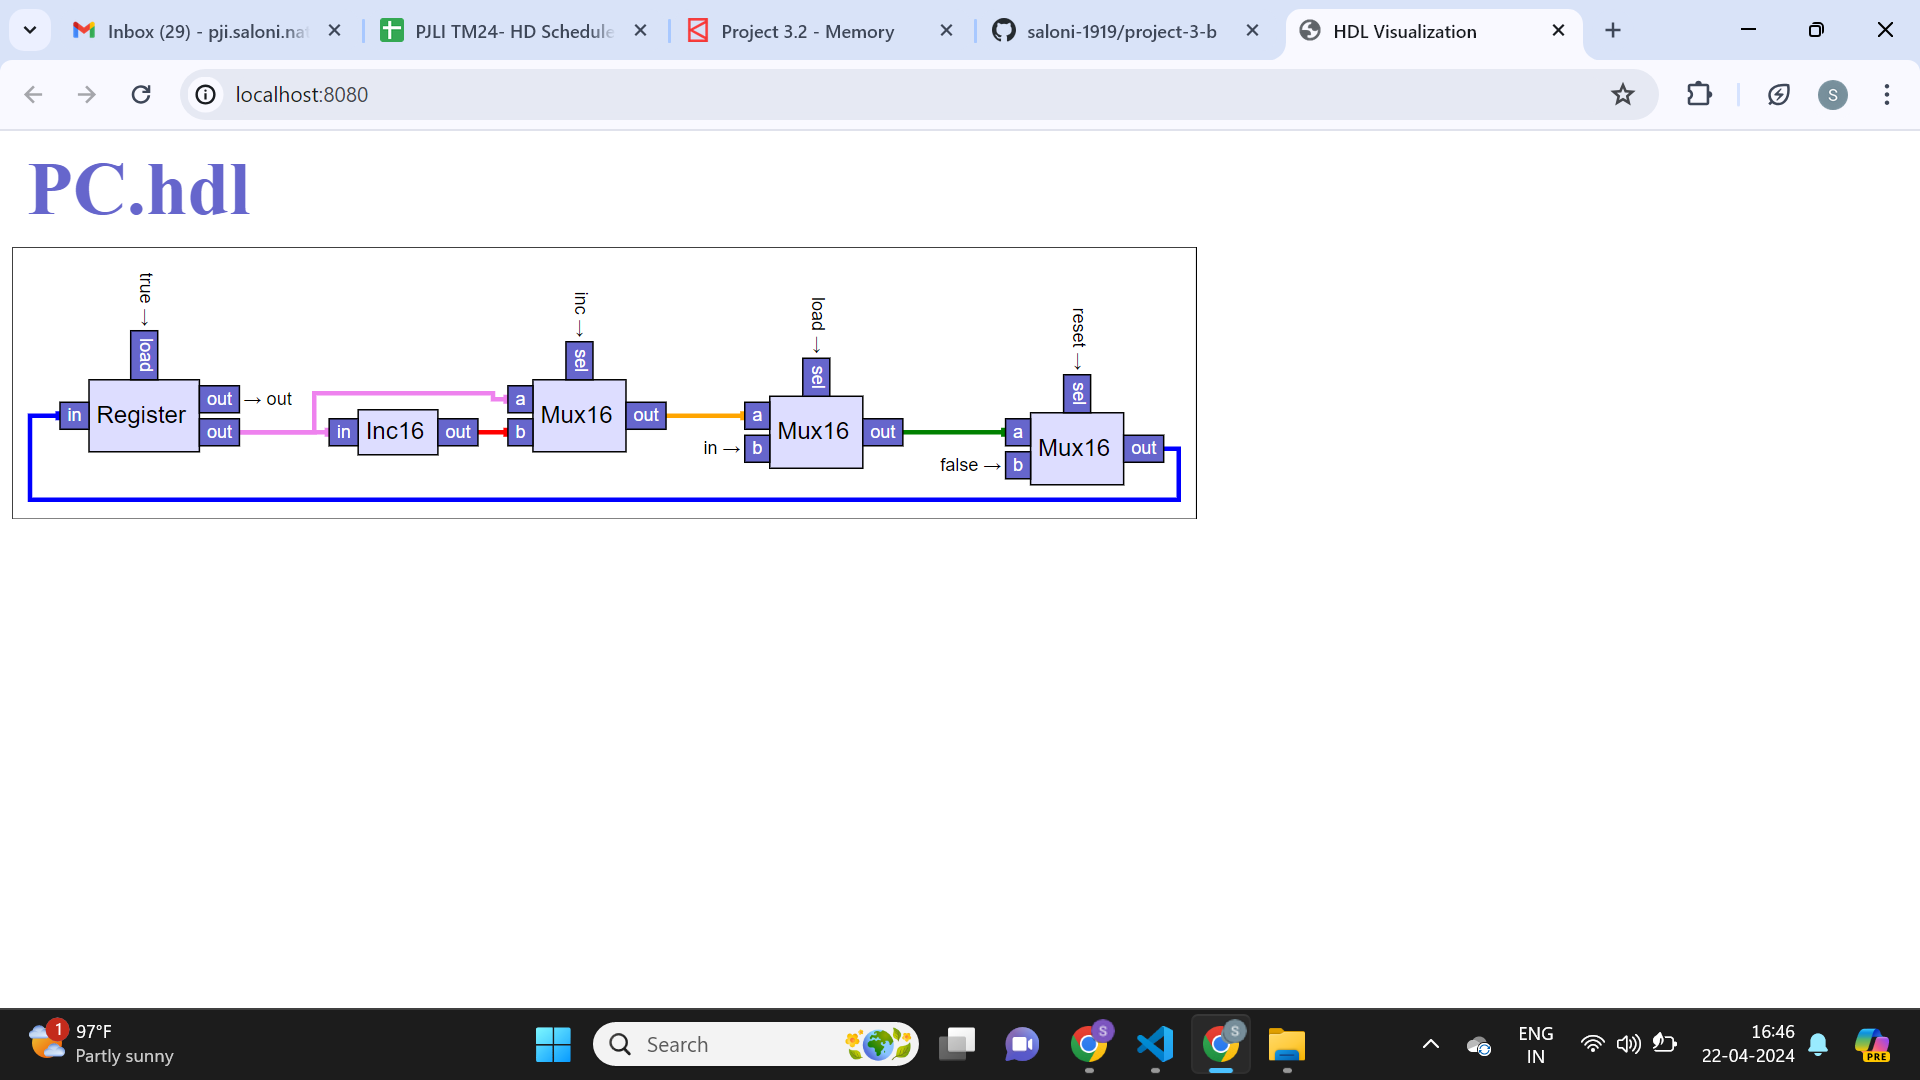 Inbox (29) - pji.saloni.na
PJLI TM24- HD Schedule
Project 3.2 - Memory
saloni-1919/project-3-b
HDL Visualization
localhost:8080
S
PC.hdl
true →
load
in
Register
out → out
out
in
Inc16
out
inc →
sel
a
b
Mux16
out
load →
sel
a
in →
b
Mux16
out
reset →
sel
a
false →
b
Mux16
out
1
97°F
Partly sunny
Search
S
S
ENG
IN
16:46
22-04-2024
PRE